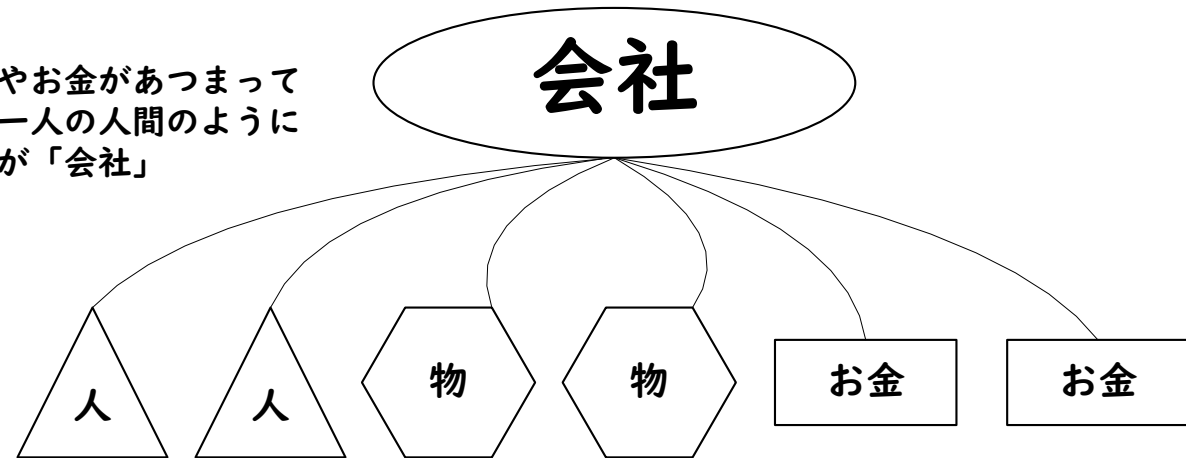 会社
やお金があつまって
一人の人間のように
が「会社」
人 人 物 物 お金 お金